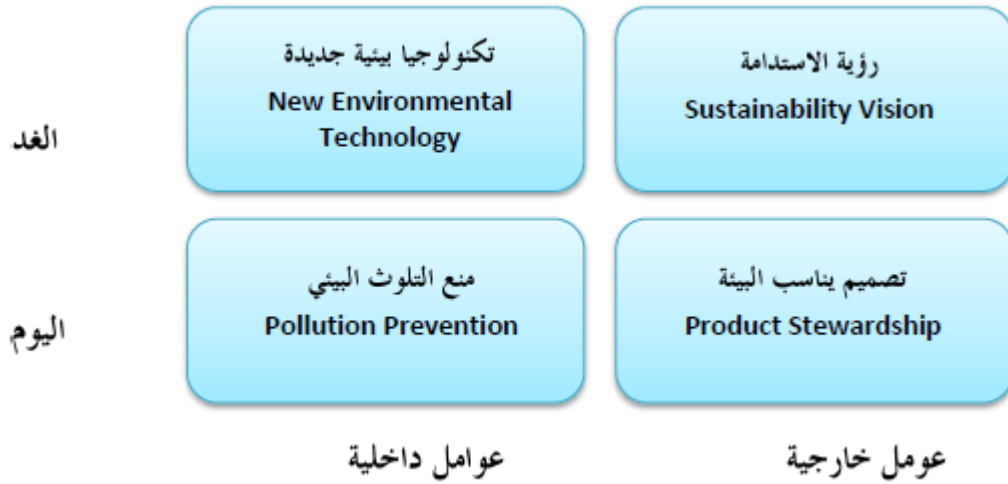 تكنولوجيا بيئية جديدة
New Environmental
Technology
رؤية الاستدامة
Sustainability Vision
الغد
منع التلوث البيئي
Pollution Prevention
تصميم يناسب البيئة
Product Stewardship
اليوم
عوامل داخلية
عومل خارجية